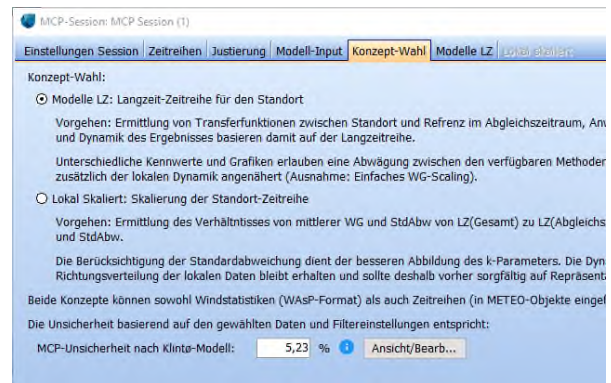 MCP-Session: MCP Session (1)
Einstellungen Session Zeitreihen Justierung Modell-Input Konzept-Wahl Modelle LZ Lokal skaliert
Konzept-Wahl:
Modelle LZ: Langzeit-Zeitreihe für den Standort
Vorgehen: Ermittlung von Transferfunktionen zwischen Standort und Refrenz im Abgleichszeitraum, Anw
und Dynamik des Ergebnisses basieren damit auf der Langzeitreihe.
Unterschiedliche Kennwerte und Grafiken erlauben eine Abwägung zwischen den verfügbaren Methoden
zusätzlich der lokalen Dynamik angenähert (Ausnahme: Einfaches WG-Scaling).
Lokal Skaliert: Skalierung der Standort-Zeitreihe
Vorgehen: Ermittlung des Verhältntisses von mittlerer WG und StdAbw von LZ(Gesamt) zu LZ(Abgleichs
und StdAbw.
Die Berücksichtigung der Standardabweichung dient der besseren Abbildung des k-Parameters. Die Dyn
Richtungsverteilung der lokalen Daten bleibt erhalten und sollte deshalb vorher sorgfältig auf Repräsenta
Beide Konzepte können sowohl Windstatistiken (WAsP-Format) als auch Zeitreihen (in METEO-Objekte eingef
Die Unsicherheit basierend auf den gewählten Daten und Filtereinstellungen entspricht:
MCP-Unsicherheit nach Klintø-Modell: 5,23 % Ansicht/Bearb...